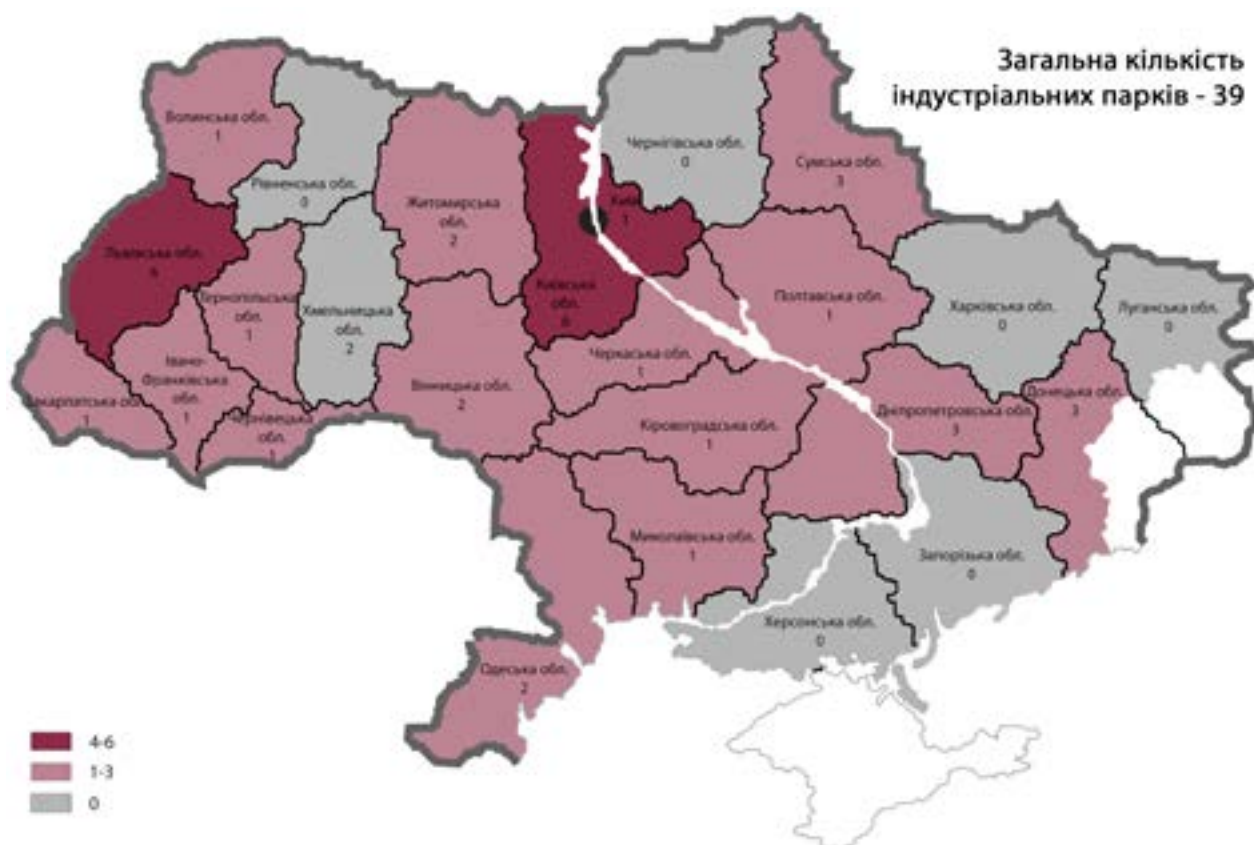 Загальна кількість
індустріальних парків - 39
Волинська обл.
1
Рівненська обл.
0
Житомирська
обл.
2
Чернігівська обл.
0
Сумська обл.
3
Київ
1
Київська
обл.
6
Львівська обл.
6
Тернопільська
обл.
1
Хмельницька
обл.
2
Полтавська обл.
1
Харківська обл.
0
Луганська обл.
0
Івано-
Франківська
обл.
1
Закарпатська обл.
1
Чернівецька
обл.
1
Вінницька обл.
2
Черкаська обл.
1
Кіровоградська обл.
1
Дніпропетровська обл.
3
Донецька обл.
3
Миколаївська обл.
1
Запорізька обл.
0
Херсонська обл.
0
Одеська обл.
2
4-6
1-3
0